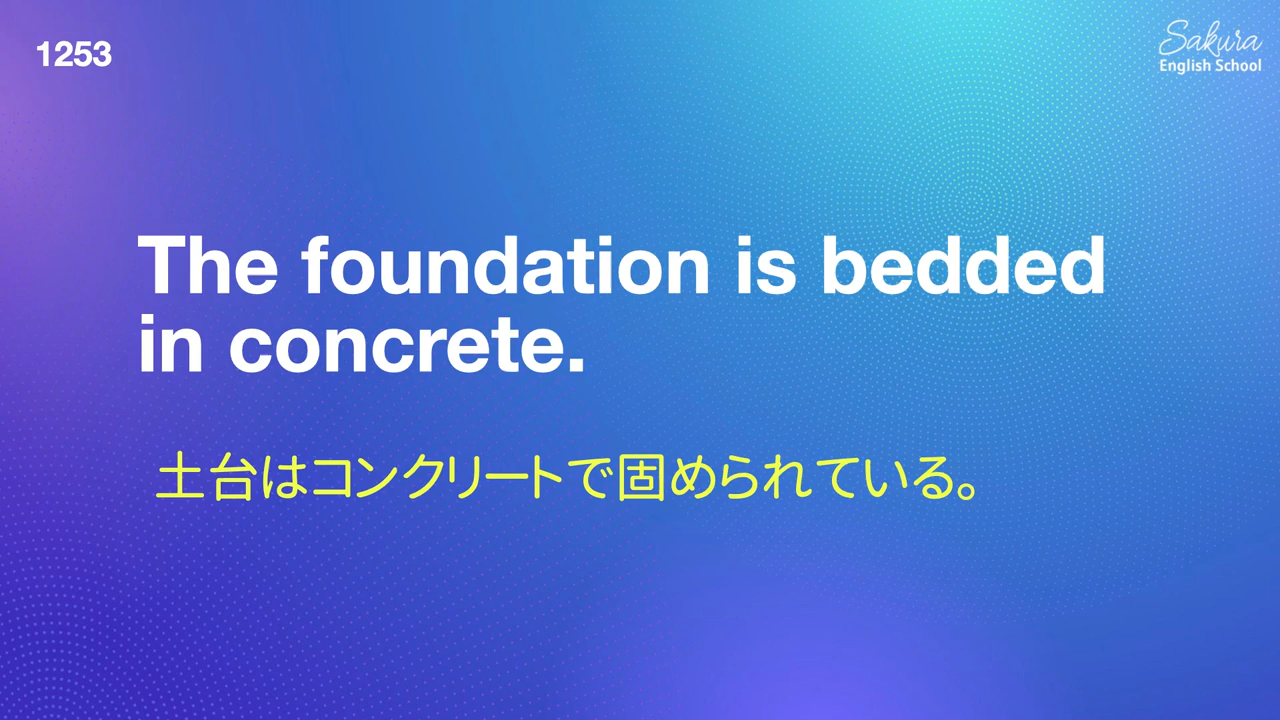 1253
Sakura
English School
The foundation is bedded
in concrete.
土台はコンクリートで固められている。